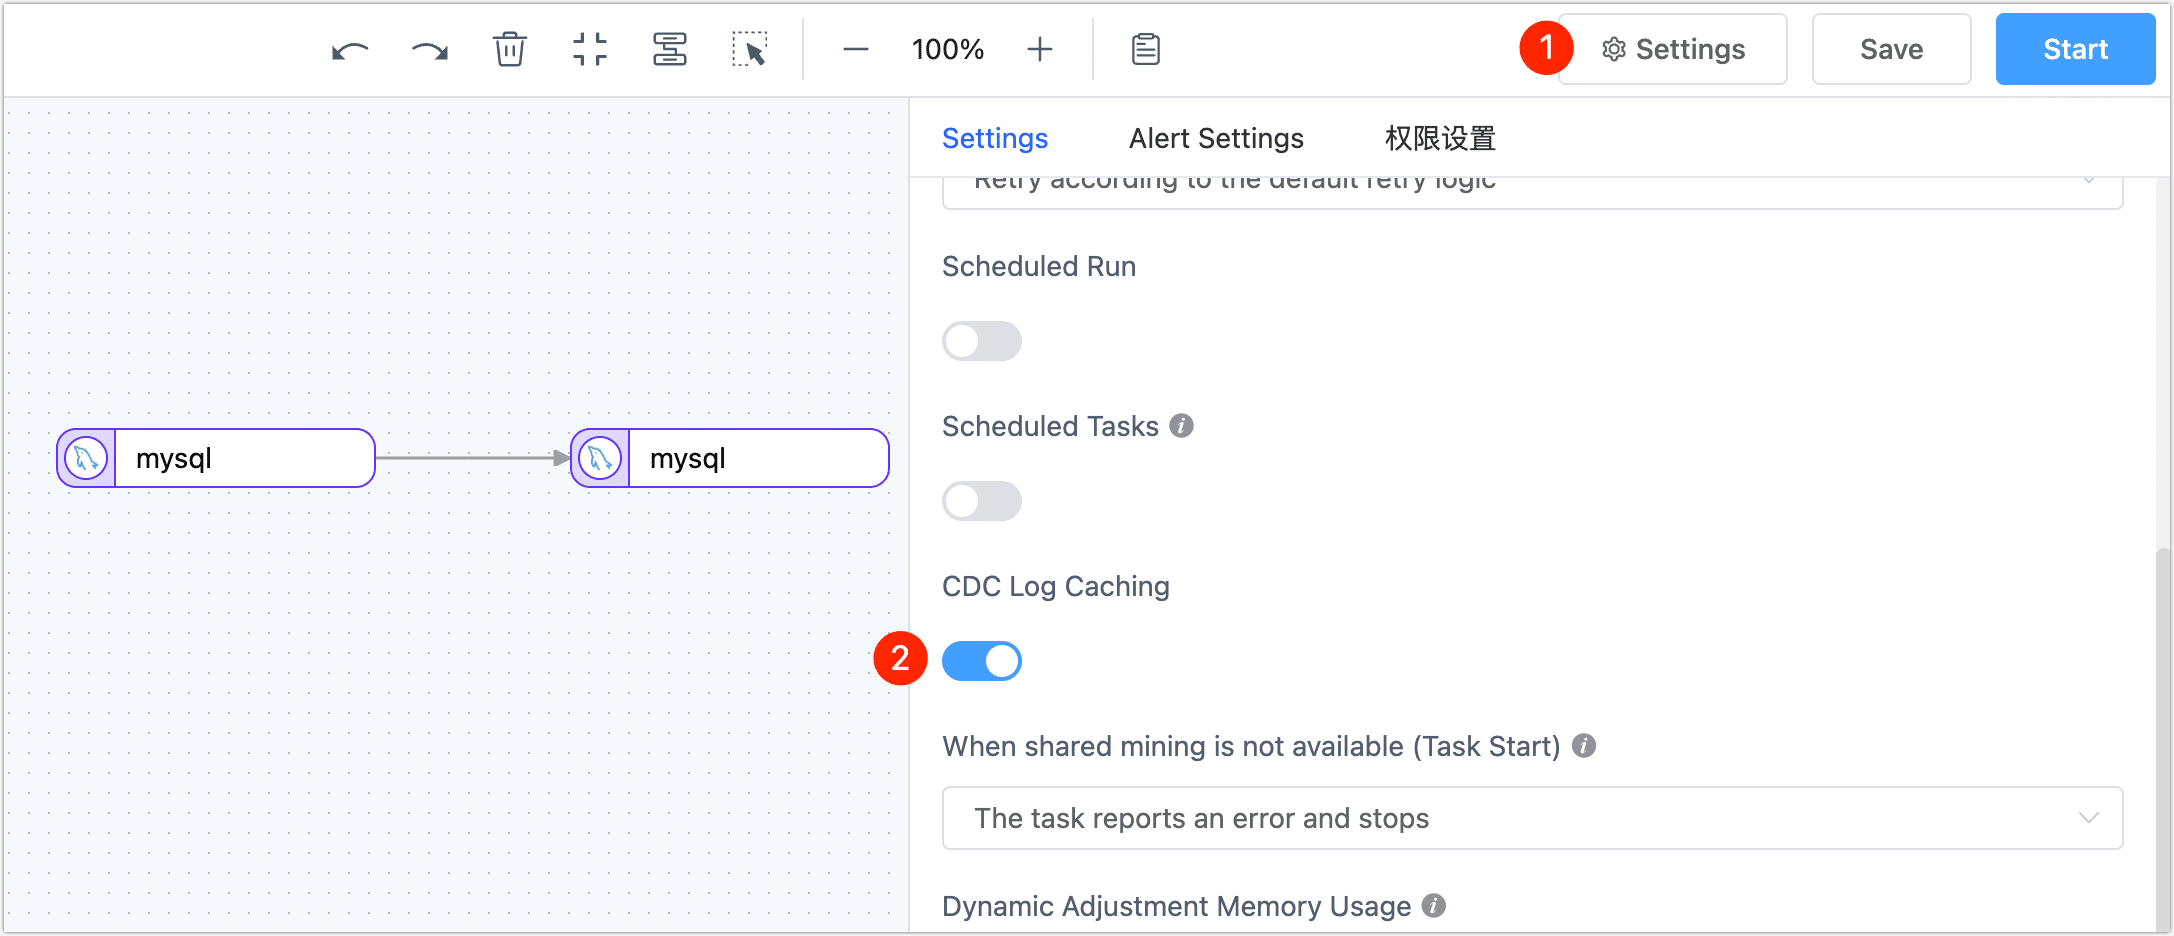 100%
1
Settings
Save
Start
Settings
Alert Settings
权限设置
Retry according to the default retry logic
Scheduled Run
Scheduled Tasks
mysql
mysql
CDC Log Caching
2
When shared mining is not available (Task Start)
The task reports an error and stops
Dynamic Adjustment Memory Usage